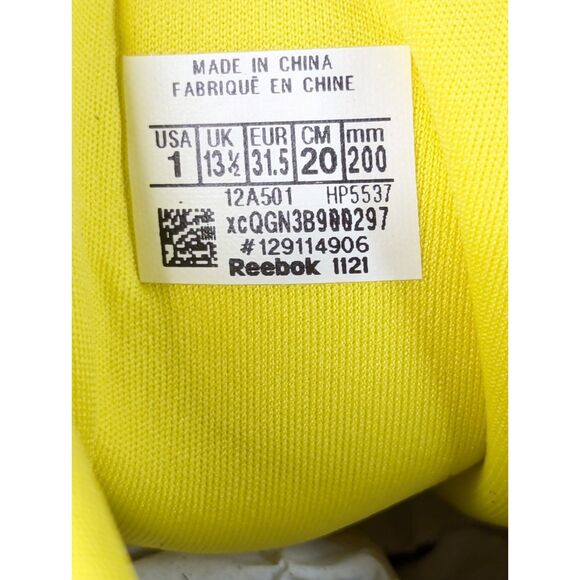 MADE IN CHINA
FABRIQUÉ EN CHINE
USA UK EUR CM mm
1 13½ 31.5 20 200
12A501 HP5537
xcQGN3B900297
#129114906
Reebok 1121